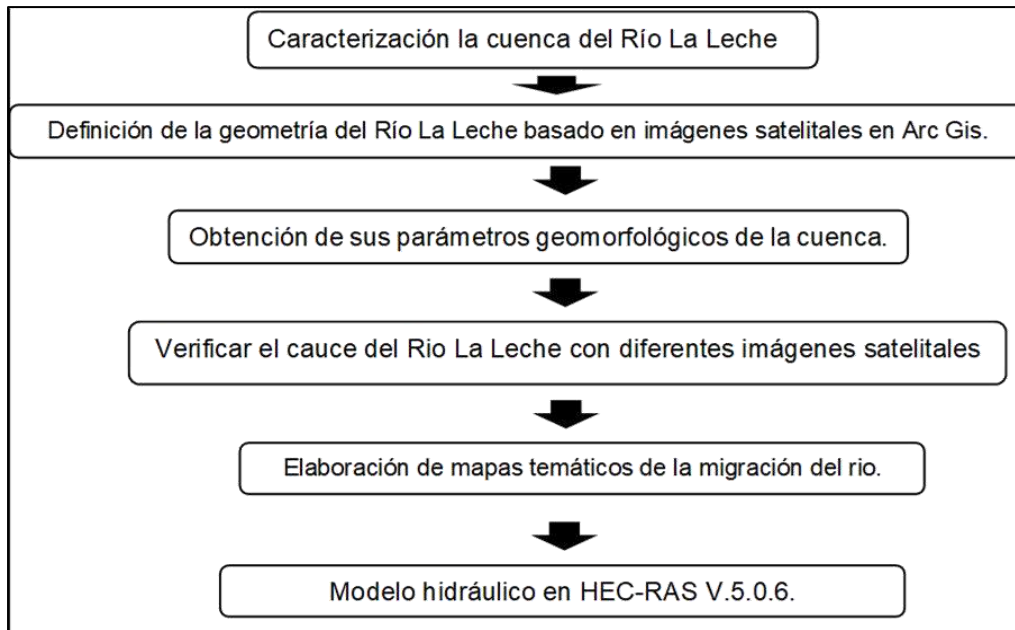 Caracterización la cuenca del Río La Leche
Definición de la geometría del Río La Leche basado en imágenes satelitales en Arc Gis.
Obtención de sus parámetros geomorfológicos de la cuenca.
Verificar el cauce del Rio La Leche con diferentes imágenes satelitales
Elaboración de mapas temáticos de la migración del rio.
Modelo hidráulico en HEC-RAS V.5.0.6.